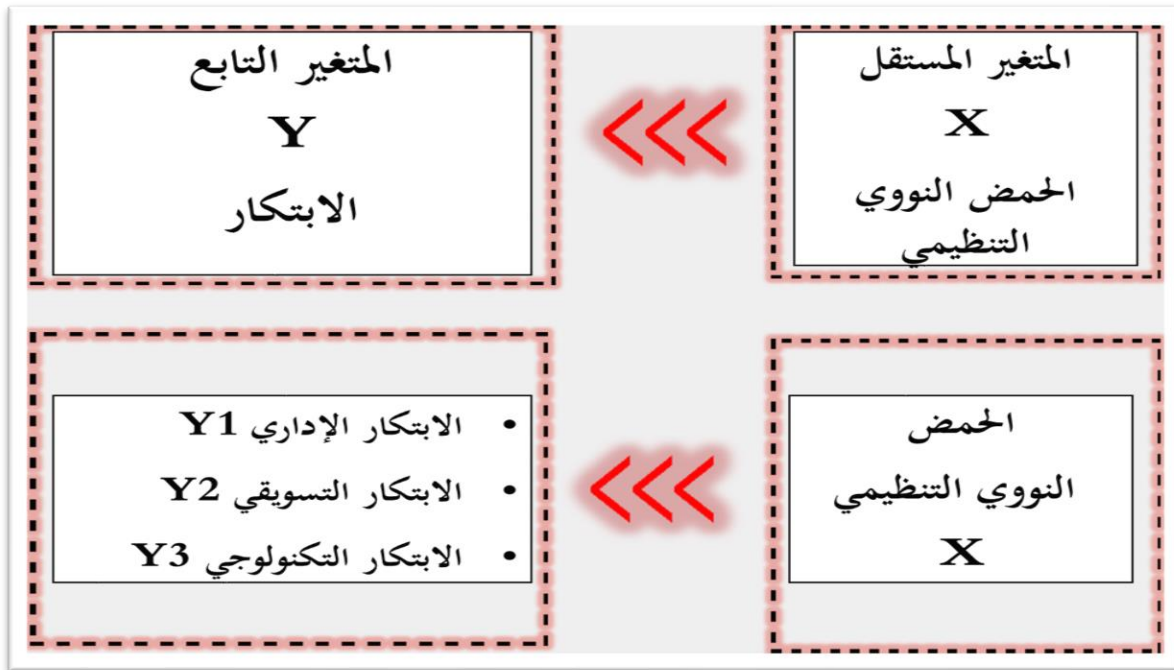 المتغير المستقل
X
الحمض النووي
التنظيمي
<<<
المتغير التابع
Y
الابتكار
الحمض
النووي التنظيمي
X
<<<
• الابتكار الإداري Y1
• الابتكار التسويقي Y2
• الابتكار التكنولوجي Y3